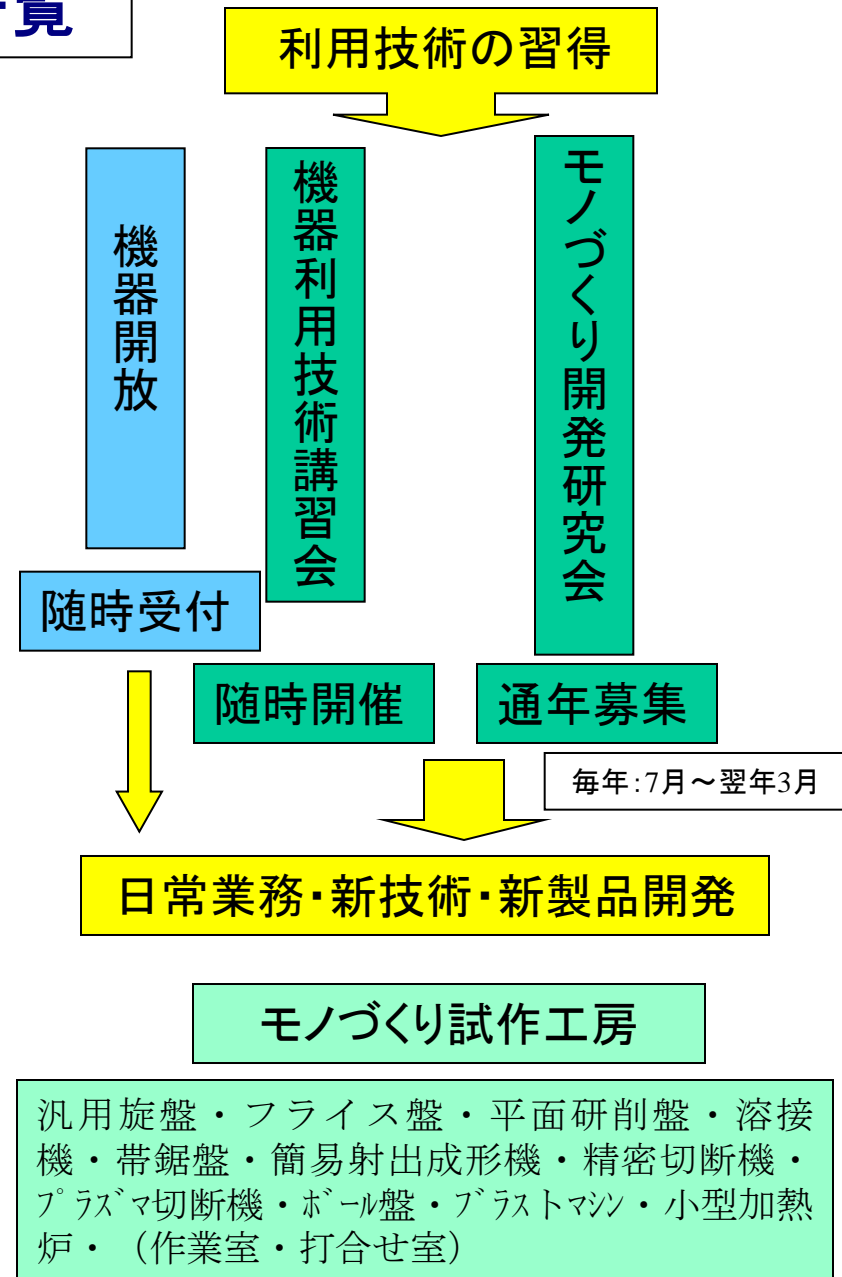 覧
利用技術の習得
機器開放
機器利用技術講習会
モノづくり開発研究会
随時受付
随時開催
通年募集
毎年:7月～翌年3月
日常業務・新技術・新製品開発
モノづくり試作工房
汎用旋盤・フライス盤・平面研削盤・溶接
機・帯鋸盤・簡易射出成形機・精密切断機・
ﾌﾟﾗｽﾞﾏ切断機・ﾎﾞｰﾙ盤・ﾌﾞﾗｽﾄﾏｼﾝ・小型加熱
炉・（作業室・打合せ室）